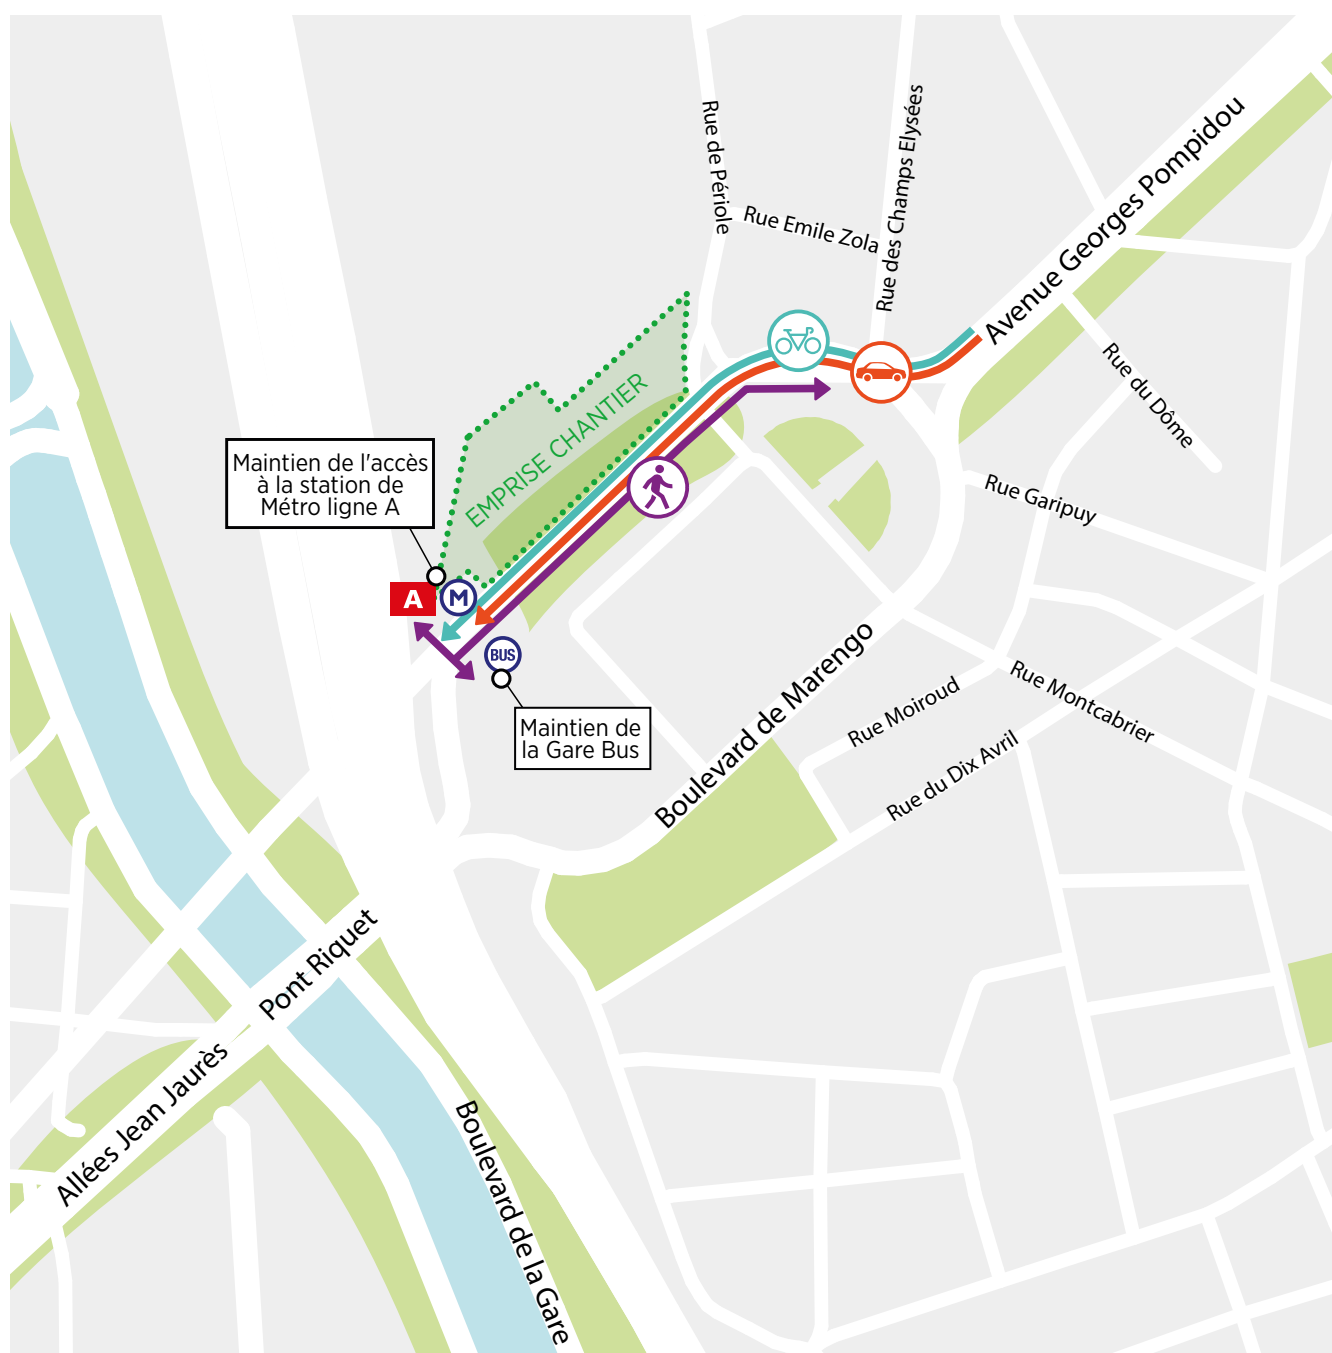 Rue de Périole
Rue des Champs Elysées
Avenue Georges Pompidou
Rue Emile Zola
Rue du Dôme
EMPRISE CHANTIER
Maintien de l'accès
à la station de
Métro ligne A
Rue Garipuy
A
M
BUS
Maintien de
la Gare Bus
Boulevard de Marengo
Rue Moiroud
Rue Montcabrier
Rue du Dix Avril
Pont Riquet
Allées Jean Jaurès
Boulevard de la Gare